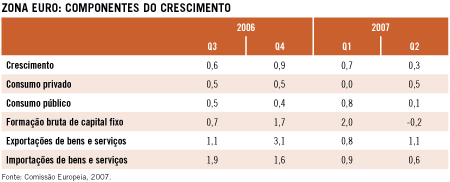 ZONA EURO: COMPONENTES DO CRESCIMENTO
2006 2007
Q3 Q4 Q1 Q2
Crescimento 0,6 0,9 0,7 0,3
Consumo privado 0,5 0,5 0,0 0,5
Consumo público 0,5 0,4 0,8 0,1
Formação bruta de capital fixo 0,7 1,7 2,0 -0,2
Exportações de bens e serviços 1,1 3,1 0,8 1,1
Importações de bens e serviços 1,9 1,6 0,9 0,6
Fonte: Comissão Europeia, 2007.